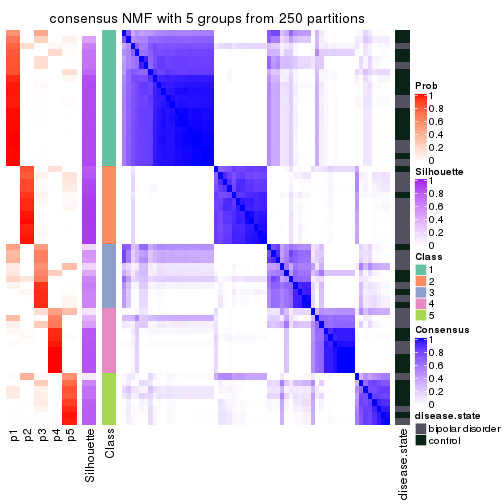 consensus NMF with 5 groups from 250 partitions
Prob
1
0.8
0.6
0.4
0.2
0
Silhouette
1
0.8
0.6
0.4
0.2
0
Class
1
2
3
4
5
Consensus
1
0.8
0.6
0.4
0.2
0
disease.state
bipolar disorder
control
p1
p2
p3
p4
p5
Silhouette
Class
disease.state